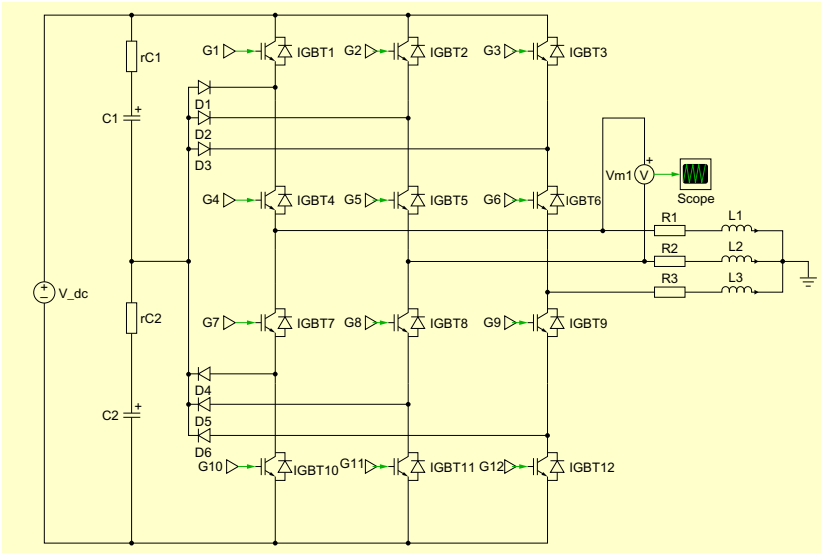 G1 IGBT1 G2 IGBT2 G3 IGBT3
rC1
D1
C1 +
D2
D3
Vm1 V +
Scope
G4 IGBT4 G5 IGBT5 G6 IGBT6
R1 L1
R2 L2
R3 L3
V_dc
rC2
G7 IGBT7 G8 IGBT8 G9 IGBT9
D4
C2 +
D5
D6
G10 IGBT10 G11 IGBT11 G12 IGBT12